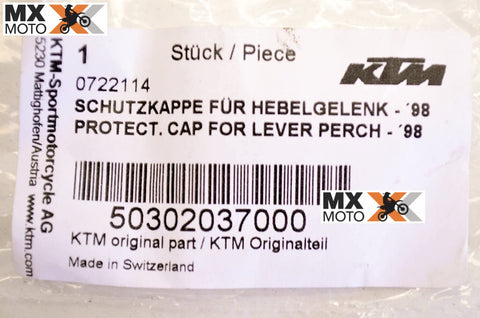 MX
MOTO
1 Stück / Piece
KTM
0722114
SCHUTZKAPPE FÜR HEBELGELENK - ´98
PROTECT. CAP FOR LEVER PERCH - ´98
50302037000
KTM original part / KTM Originalteil
Made in Switzerland
KTM-Sportmotorcycle AG
5230 Mattighofen/Austria
www.ktm.com
MX
MOTO